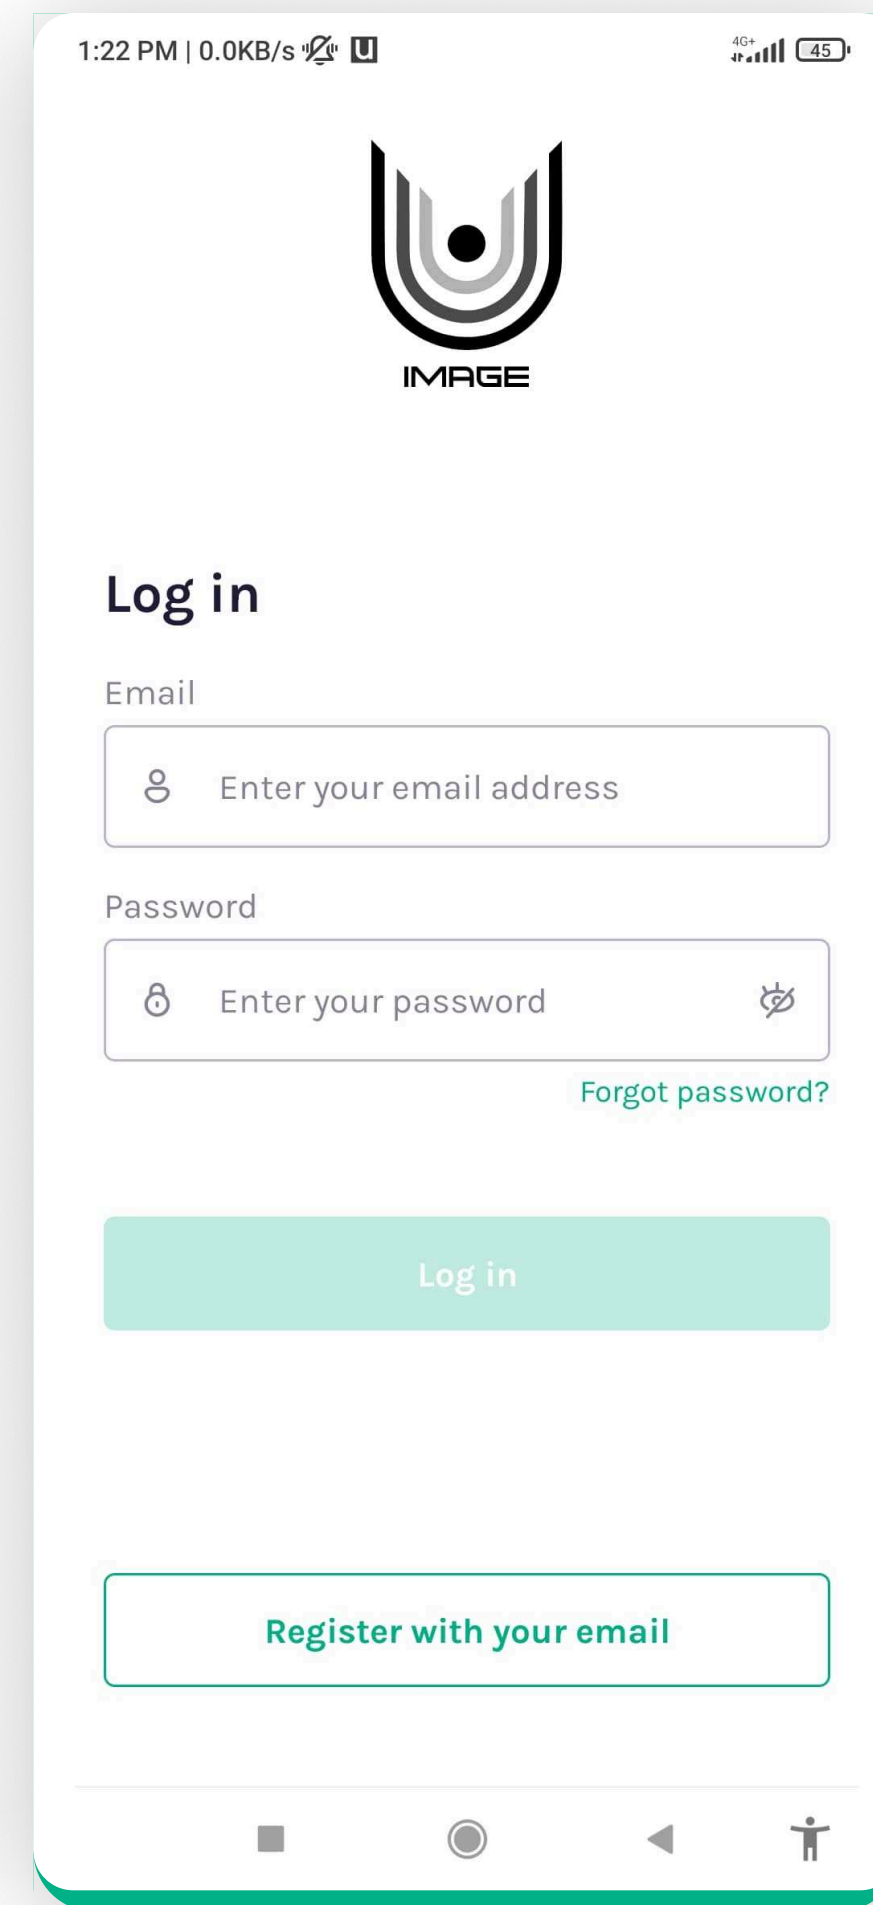 1:22 PM | 0.0KB/s
4G+
45
IMAGE
Log in
Email
Enter your email address
Password
Enter your password
Forgot password?
Log in
Register with your email